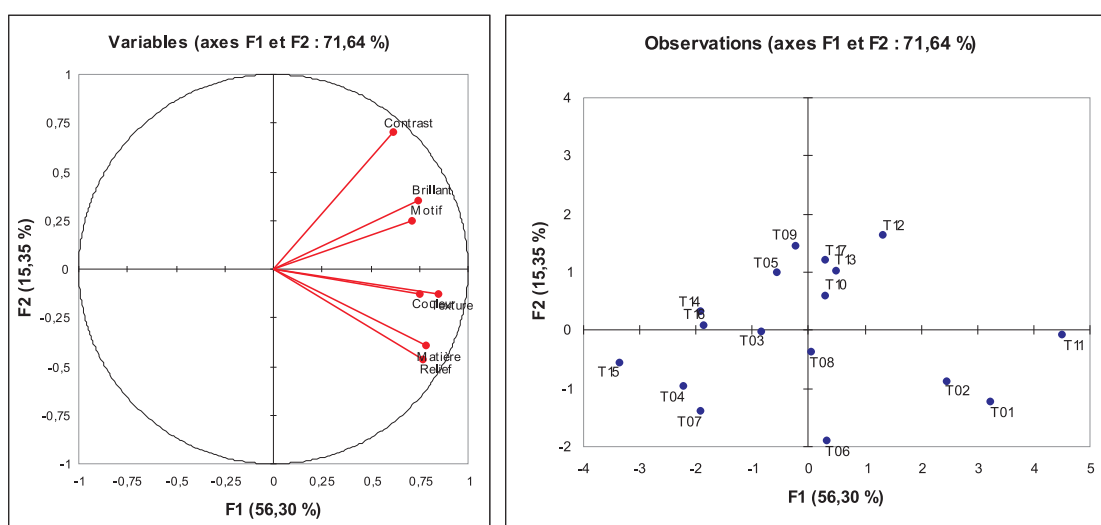 Variables (axes F1 et F2 : 71,64 %)
1
0,75
0,5
0,25
0
-0,25
-0,5
-0,75
-1
F2 (15,35 %)
Contrast
Brillant
Motif
Couleur
Texture
Matière
Relief
-1 -0,75 -0,5 -0,25 0 0,25 0,5 0,75 1
F1 (56,30 %)
Observations (axes F1 et F2 : 71,64 %)
4
3
2
1
0
-1
-2
F2 (15,35 %)
T12
T09
T17
T13
T05
T10
T14
T03
T11
T08
T15
T04
T02
T07
T01
T06
-4 -3 -2 -1 0 1 2 3 4 5
F1 (56,30 %)